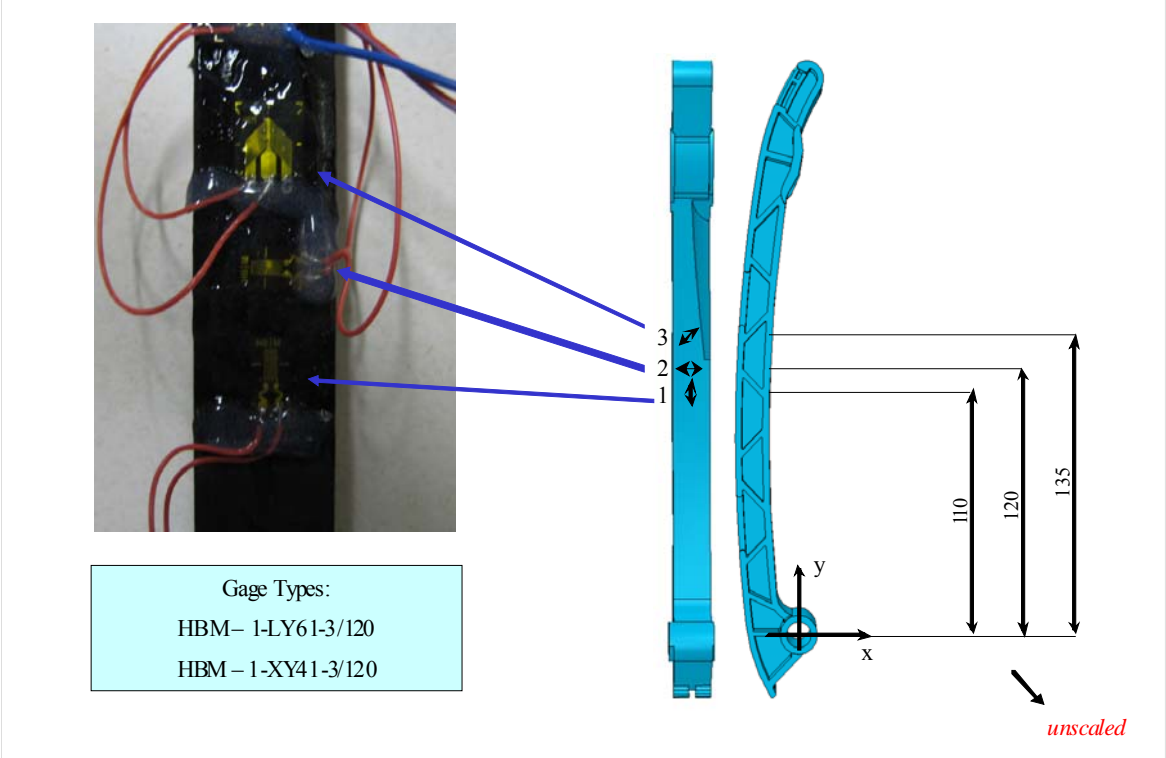 Gage Types:
HBM – 1-LY61-3/120
HBM – 1-XY41-3/120
3
2
1
110
120
135
y
x
unscaled